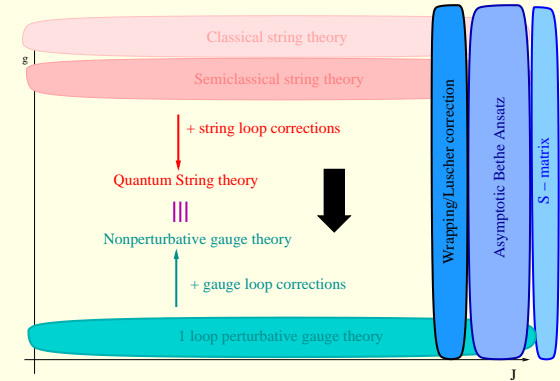 Classical string theory
g
Semiclassical string theory
+ string loop corrections
Quantum String theory
Nonperturbative gauge theory
+ gauge loop corrections
1 loop perturbative gauge theory
Wrapping/Luscher correction
Asymptotic Bethe Ansatz
S − matrix
J